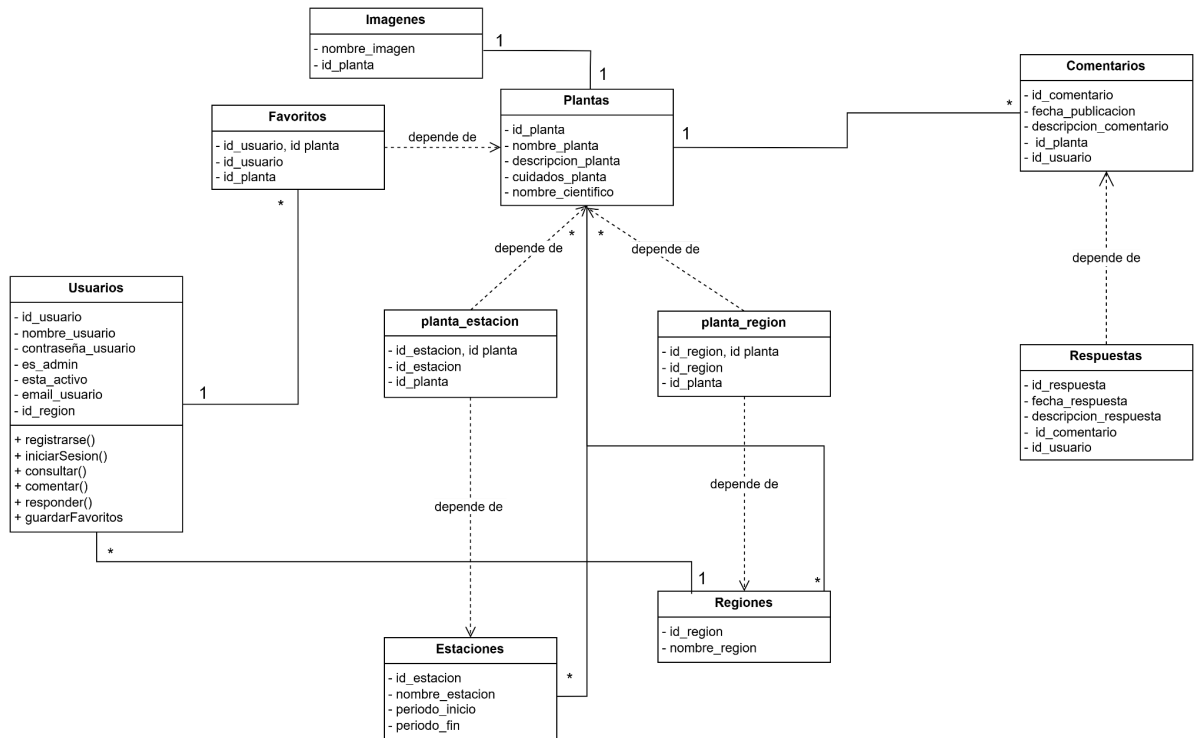 Imagenes
- nombre_imagen
- id_planta
1
1
Plantas
- id_planta
- nombre_planta
- descripcion_planta
- cuidados_planta
- nombre_cientifico
1
*
Comentarios
- id_comentario
- fecha_publicacion
- descripcion_comentario
- id_planta
- id_usuario
Favoritos
- id_usuario, id planta
- id_usuario
- id_planta
depende de
*
*
*
depende de
depende de
depende de
Usuarios
- id_usuario
- nombre_usuario
- contraseña_usuario
- es_admin
- esta_activo
- email_usuario
- id_region
+ registrarse()
+ iniciarSesion()
+ consultar()
+ comentar()
+ responder()
+ guardarFavoritos
1
*
planta_estacion
- id_estacion, id planta
- id_estacion
- id_planta
planta_region
- id_region, id planta
- id_region
- id_planta
Respuestas
- id_respuesta
- fecha_respuesta
- descripcion_respuesta
- id_comentario
- id_usuario
depende de
depende de
1
*
Regiones
- id_region
- nombre_region
Estaciones
- id_estacion
- nombre_estacion
- periodo_inicio
- periodo_fin
*